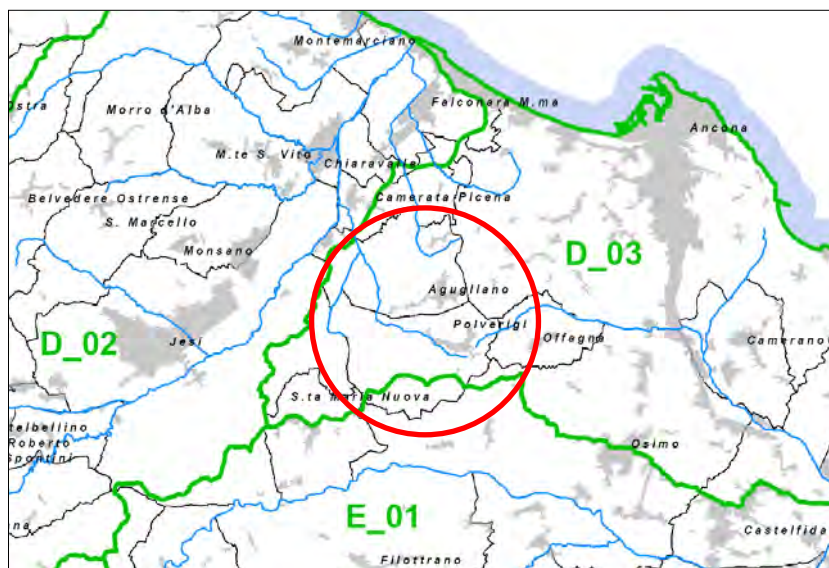 Montemarciano
Ostra
Morro d'Alba
Falconara M.ma
Ancona
M.te S. Vito
Chiaravalle
Camerata Picena
Belvedere Ostrense
S. Marcello
Monsano
D_03
Agugliano
Polverigi
Offagna
Camerano
D_02
Jesi
S.ta Maria Nuova
telbellino
Roberto
Spontini
Osimo
E_01
Castelfida
na
Filottrano